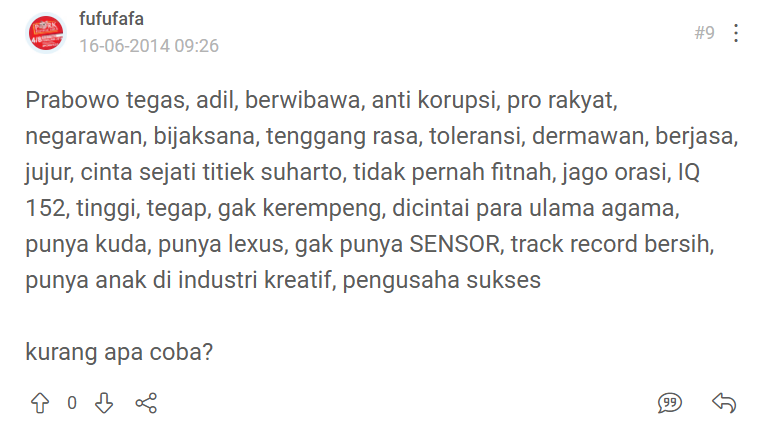 fufufafa
16-06-2014 09:26
#9
Prabowo tegas, adil, berwibawa, anti korupsi, pro rakyat,
negarawan, bijaksana, tenggang rasa, toleransi, dermawan, berjasa,
jujur, cinta sejati titiek suharto, tidak pernah fitnah, jago orasi, IQ
152, tinggi, tegap, gak kerempeng, dicintai para ulama agama,
punya kuda, punya lexus, gak punya SENSOR, track record bersih,
punya anak di industri kreatif, pengusaha sukses
kurang apa coba?
0